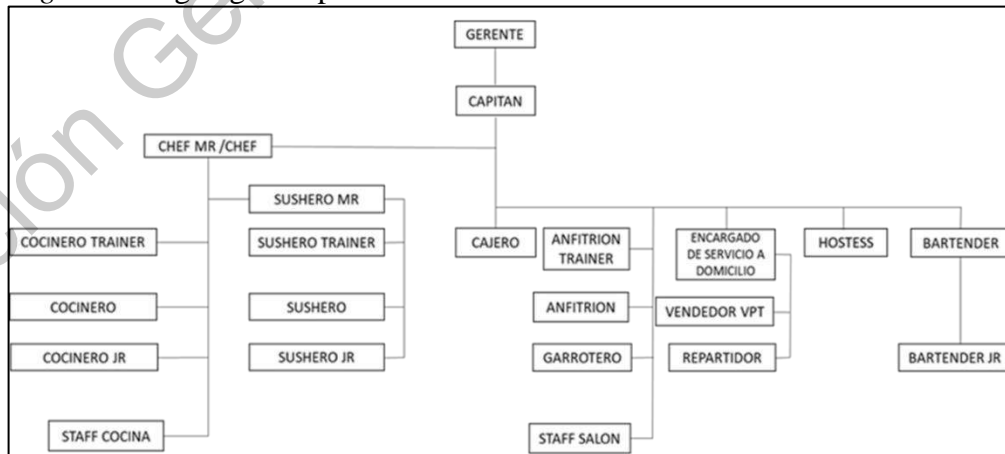 GERENTE
CAPITAN
CHEF MR /CHEF
SUSHERO MR
COCINERO TRAINER
SUSHERO TRAINER
CAJERO
ANFITRION
TRAINER
ENCARGADO
DE SERVICIO A
DOMICILIO
HOSTESS
BARTENDER
COCINERO
SUSHERO
ANFITRION
VENDEDOR VPT
COCINERO JR
SUSHERO JR
GARROTERO
REPARTIDOR
BARTENDER JR
STAFF COCINA
STAFF SALON